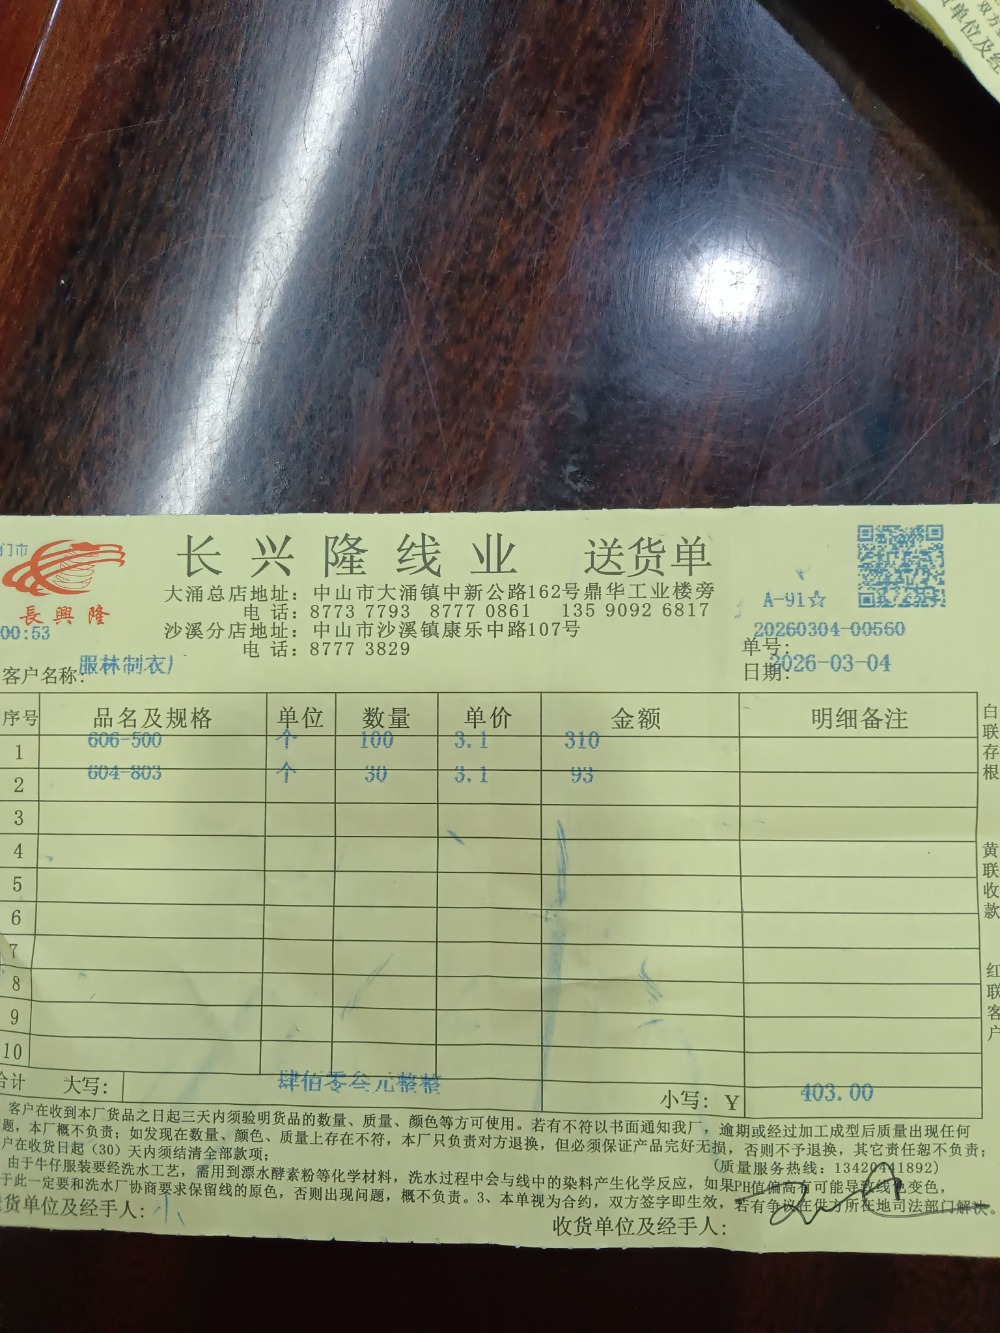 单位及经
门市
長興隆
00:53
长兴隆线业 送货单
大涌总店地址：中山市大涌镇中新公路162号鼎华工业楼旁
电 话：8773 7793 8777 0861 135 9092 6817
沙溪分店地址：中山市沙溪镇康乐中路107号
电 话：8777 3829
A-91☆
20260304-00560
单号:
日期: 2026-03-04
客户名称: 服林制衣厂
序号 品名及规格 单位 数量 单价 金额 明细备注
1 606-500 个 100 3.1 310
2 604-803 个 30 3.1 93
3
4
5
6
7
8
9
10
合计 大写: 肆佰零叁元整整 小写: Y 403.00
白联存根
黄联收款
红联客户
客户在收到本厂货品之日起三天内须验明货品的数量、质量、颜色等方可使用。若有不符以书面通知我厂，逾期或经过加工成型后质量出现任何
题，本厂概不负责；如发现在数量、颜色、质量上存在不符，本厂只负责对方退换，但必须保证产品完好无损，否则不予退换，其它责任恕不负责；
户在收货日起（30）天内须结清全部款项；
(质量服务热线：13420441892)
由于牛仔服装要经洗水工艺，需用到漂水酵素粉等化学材料，洗水过程中会与线中的染料产生化学反应，如果PH值偏高有可能导致线色变色，
于此一定要和洗水厂协商要求保留线的原色，否则出现问题，概不负责。3、本单视为合约，双方签字即生效，若有争议在供方所在地司法部门解决。
货单位及经手人:
收货单位及经手人: